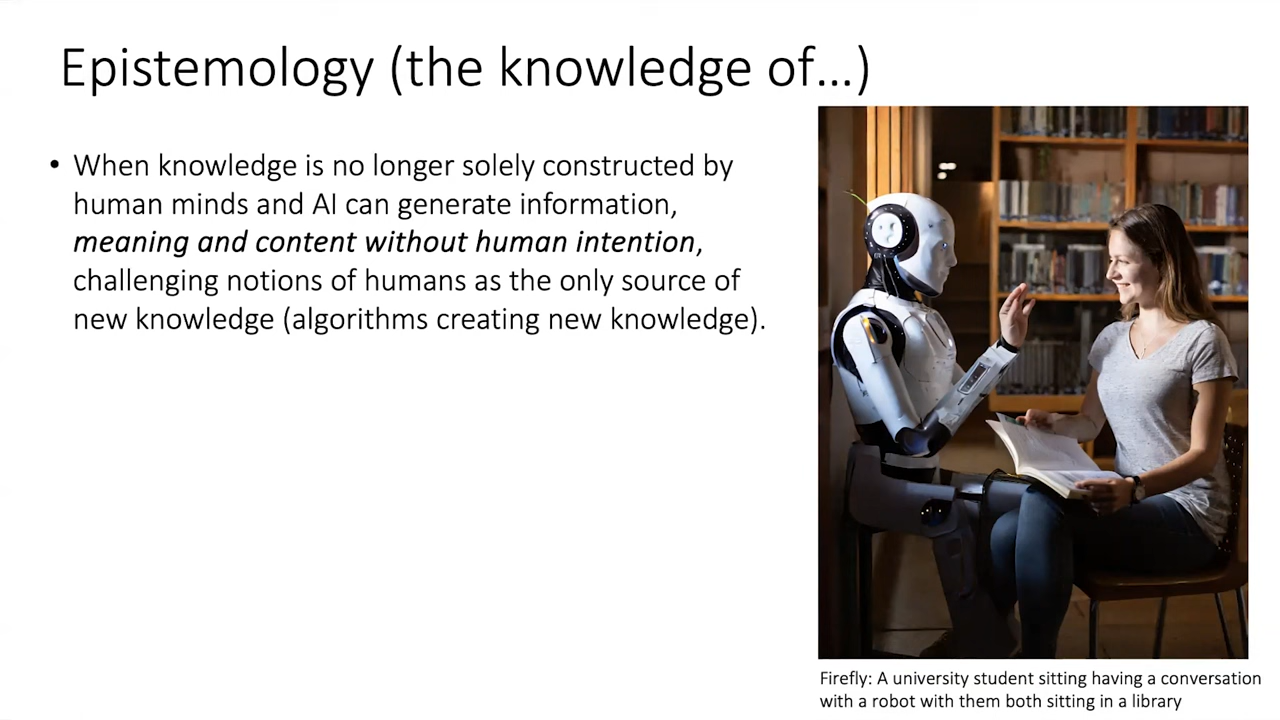 Epistemology (the knowledge of...)
• When knowledge is no longer solely constructed by
human minds and AI can generate information,
meaning and content without human intention,
challenging notions of humans as the only source of
new knowledge (algorithms creating new knowledge).
Firefly: A university student sitting having a conversation
with a robot with them both sitting in a library